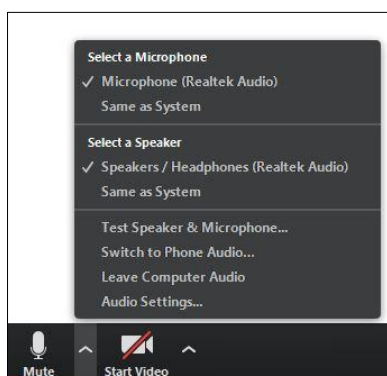 Select a Microphone
✓ Microphone (Realtek Audio)
Same as System
Select a Speaker
✓ Speakers / Headphones (Realtek Audio)
Same as System
Test Speaker & Microphone...
Switch to Phone Audio...
Leave Computer Audio
Audio Settings...
Mute
Start Video